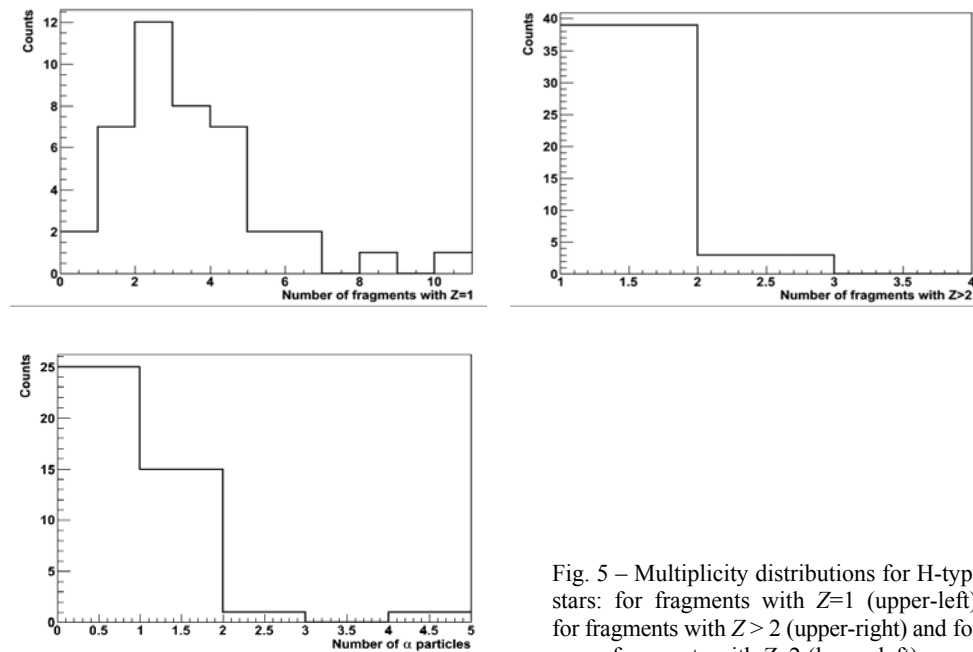 Counts
12
10
8
6
4
2
0
0 2 4 6 8 10
Number of fragments with Z=1
Counts
40
35
30
25
20
15
10
5
0
1 1.5 2 2.5 3 3.5 4
Number of fragments with Z>2
Counts
25
20
15
10
5
0
0 0.5 1 1.5 2 2.5 3 3.5 4 4.5 5
Number of α particles
Fig. 5 – Multiplicity distributions for H-typ
stars: for fragments with Z=1 (upper-left)
for fragments with Z > 2 (upper-right) and fo